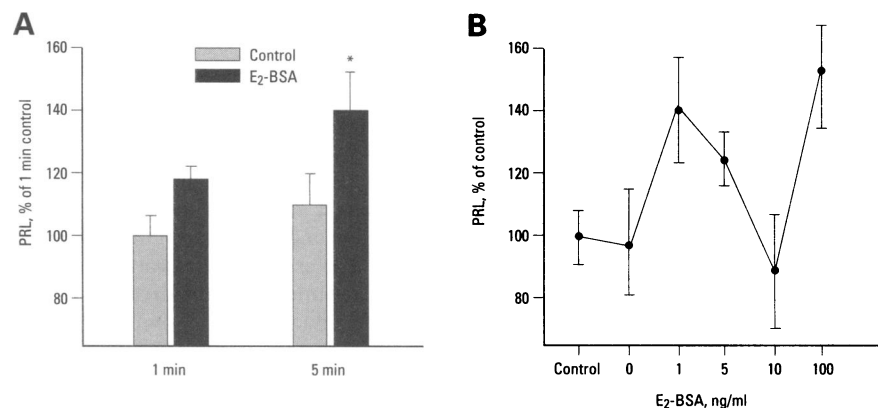 A
160
140
120
100
80
PRL, % of 1 min control
Control
E₂-BSA
*
1 min
5 min
B
160
140
120
100
80
PRL, % of control
Control 0 1 5 10 100
E₂-BSA, ng/ml